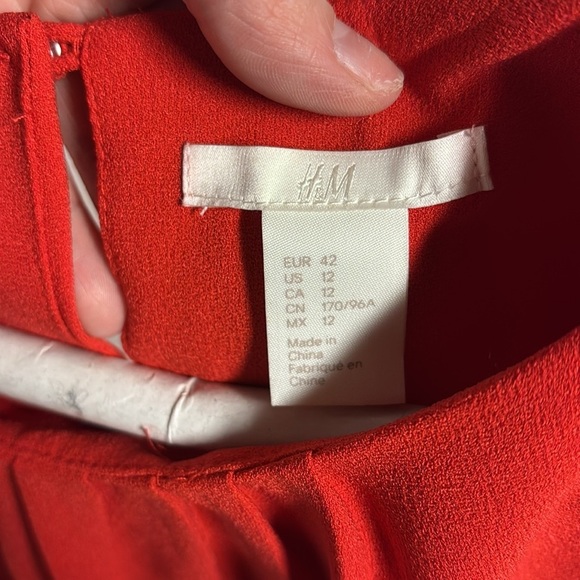 H&M
EUR 42
US 12
CA 12
CN 170/96A
MX 12
Made in
China
Fabriqué en
Chine